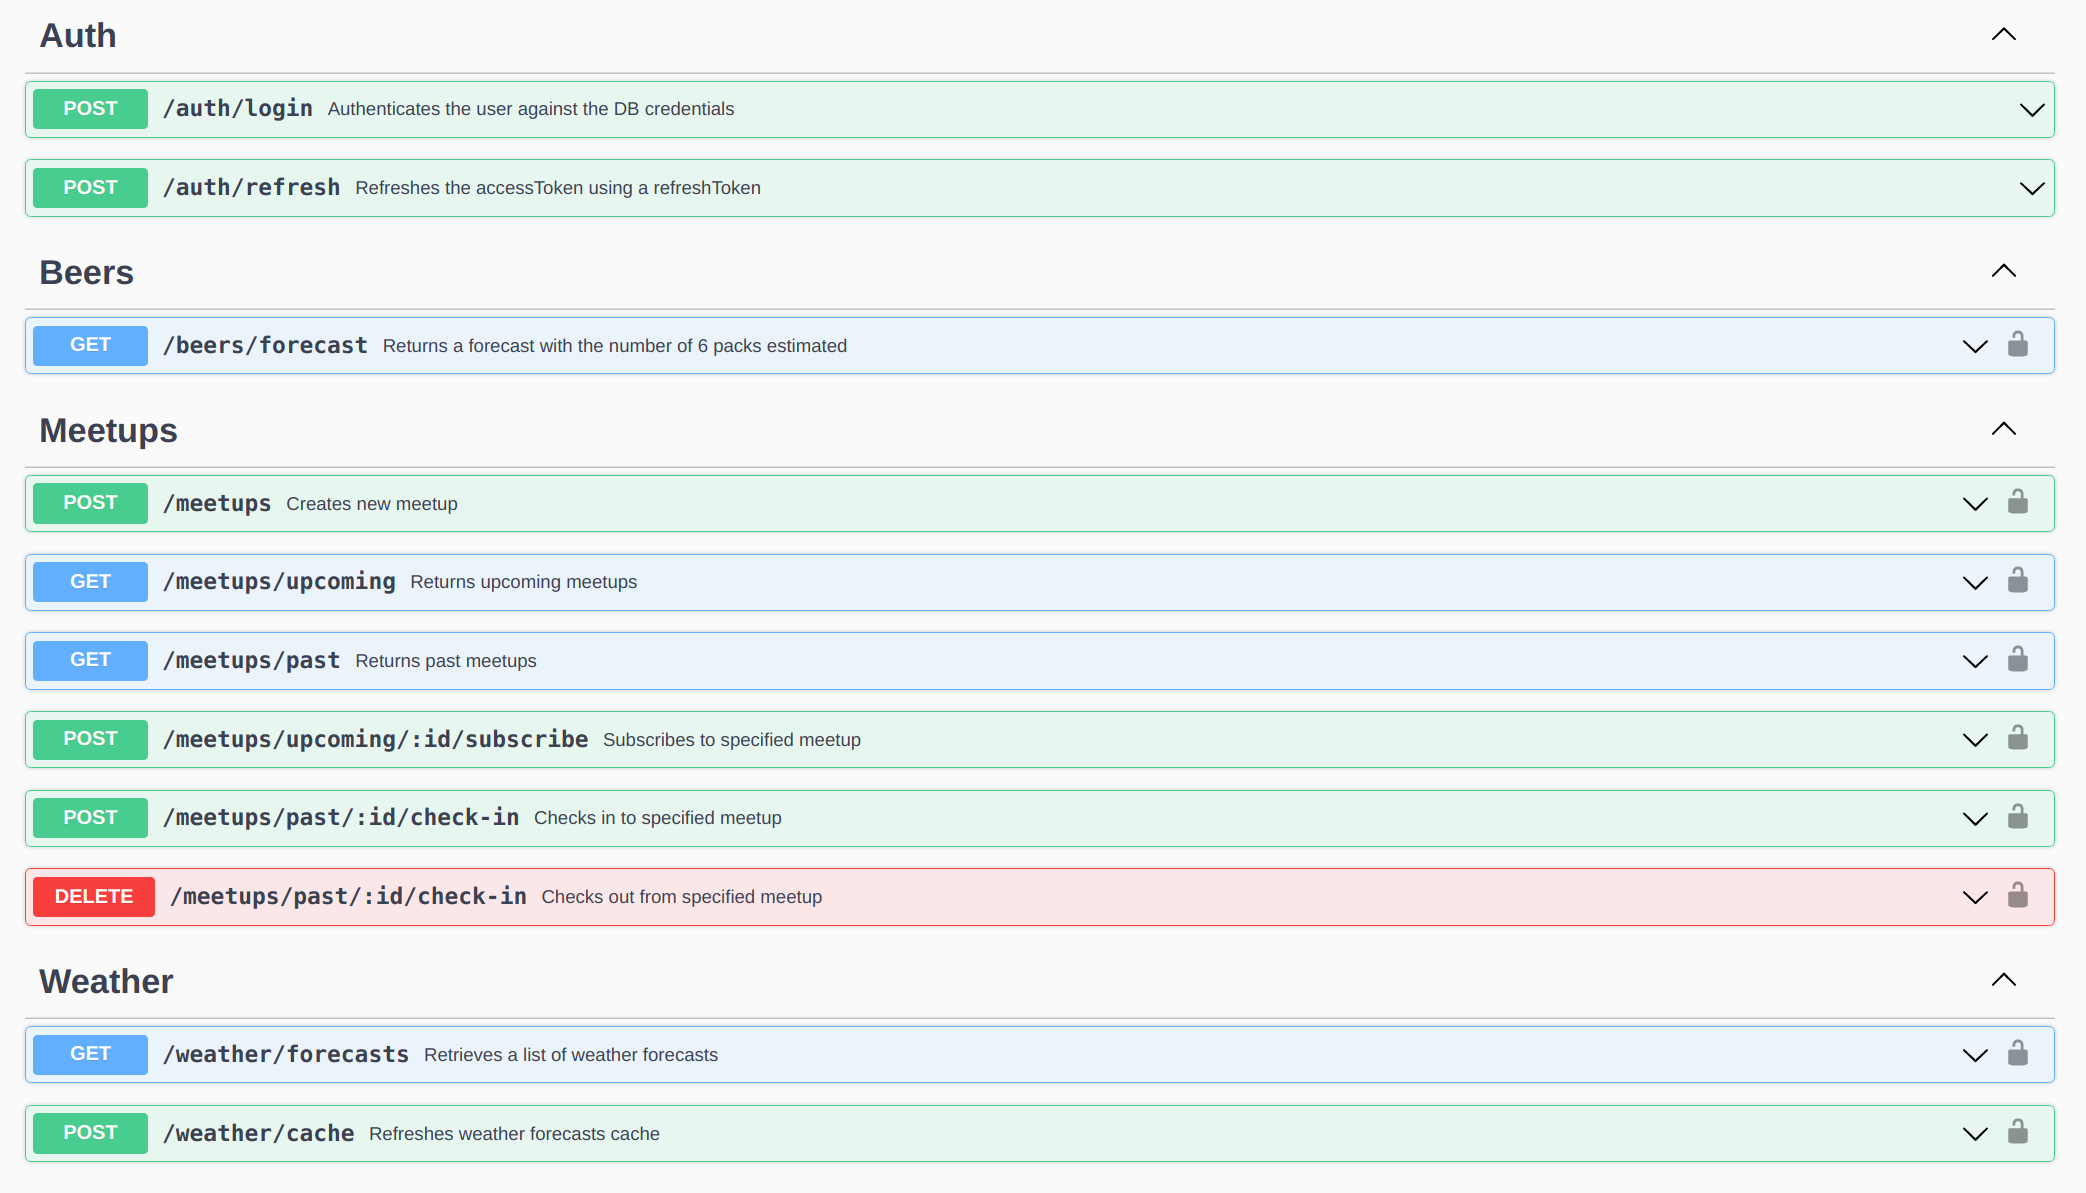 Auth
POST /auth/login Authenticates the user against the DB credentials
POST /auth/refresh Refreshes the accessToken using a refreshToken
Beers
GET /beers/forecast Returns a forecast with the number of 6 packs estimated
Meetups
POST /meetups Creates new meetup
GET /meetups/upcoming Returns upcoming meetups
GET /meetups/past Returns past meetups
POST /meetups/upcoming/:id/subscribe Subscribes to specified meetup
POST /meetups/past/:id/check-in Checks in to specified meetup
DELETE /meetups/past/:id/check-in Checks out from specified meetup
Weather
GET /weather/forecasts Retrieves a list of weather forecasts
POST /weather/cache Refreshes weather forecasts cache